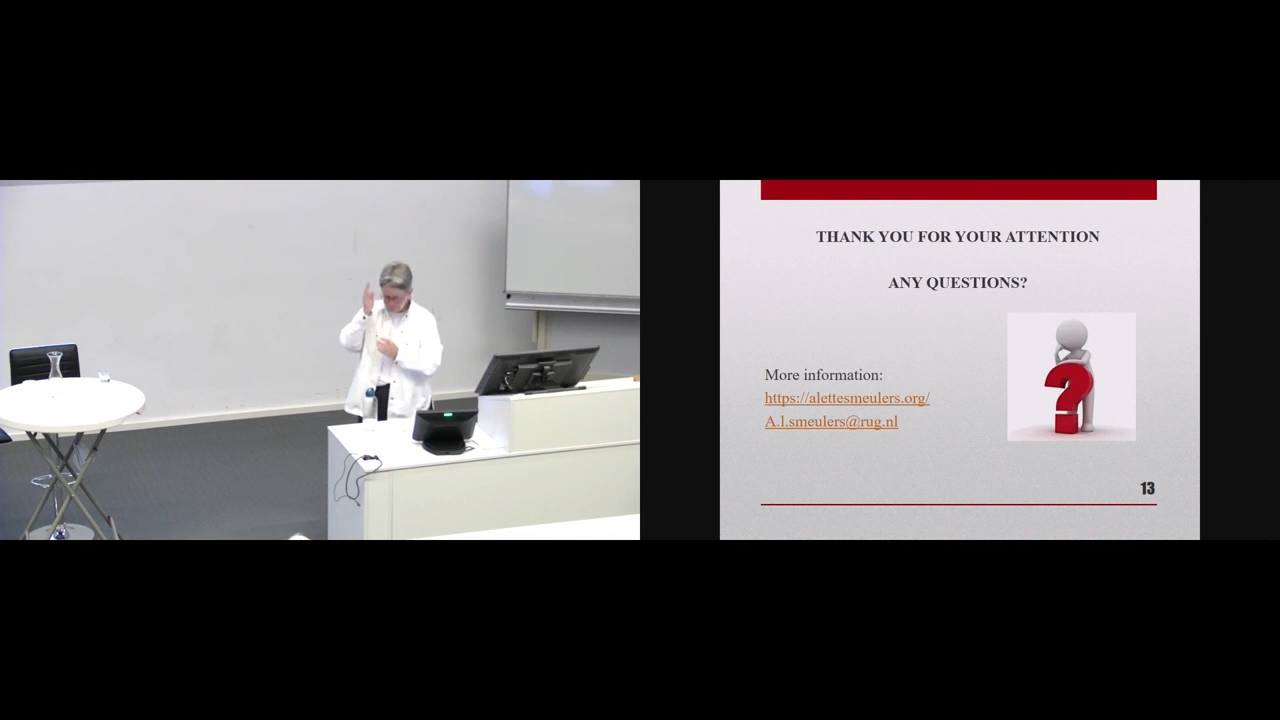 THANK YOU FOR YOUR ATTENTION
ANY QUESTIONS?
More information:
https://alettesmeulers.org/
A.l.smeulers@rug.nl
13